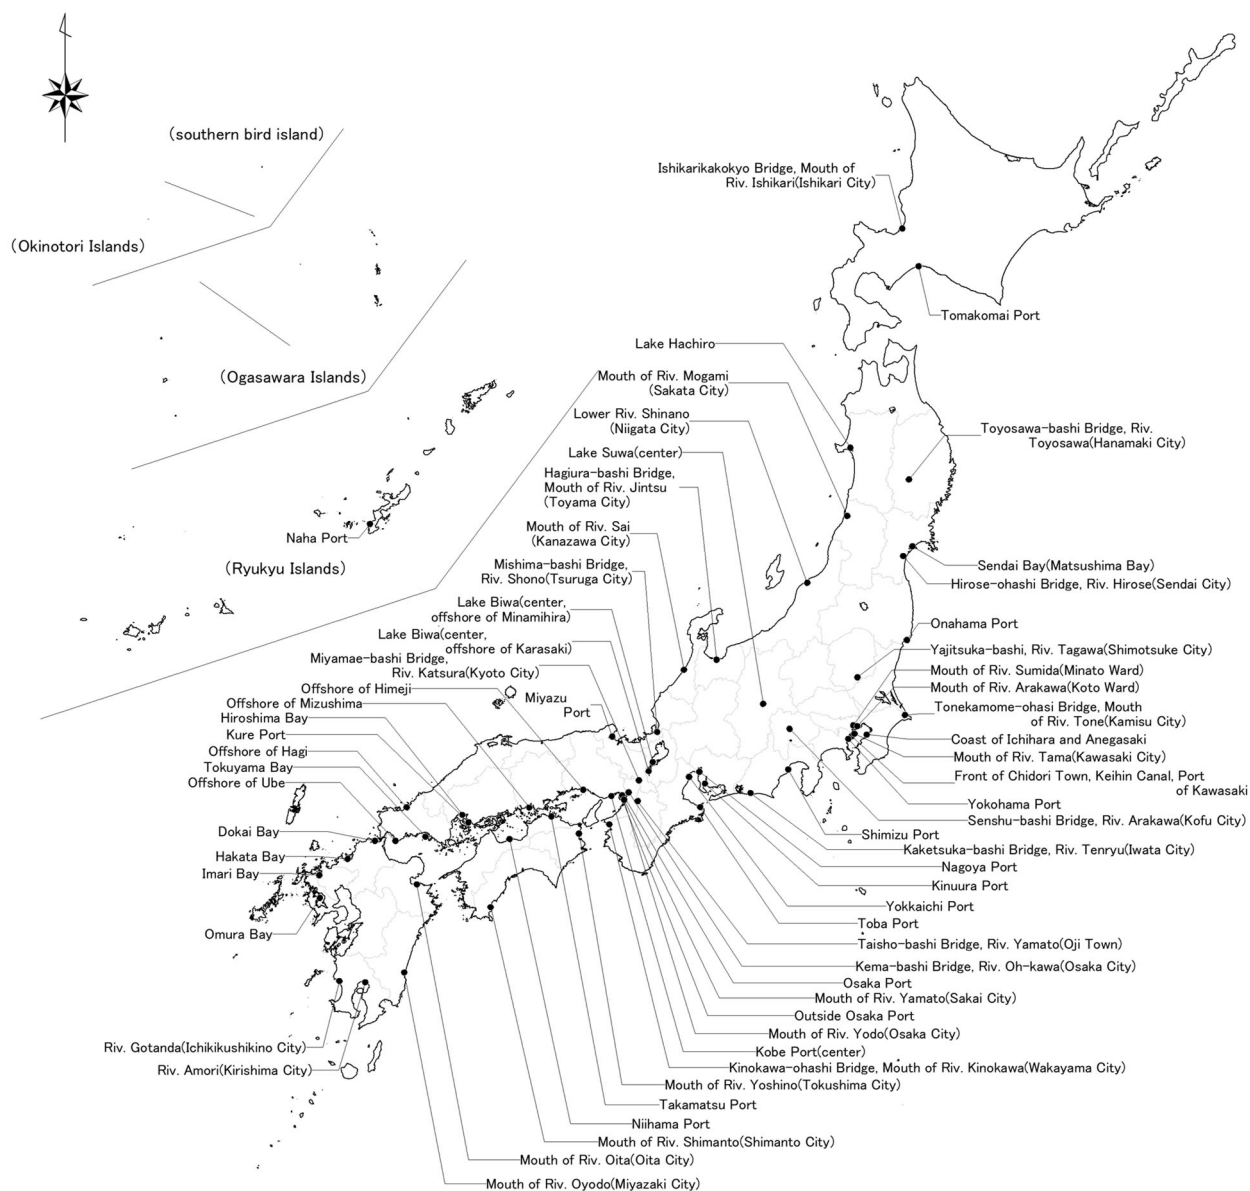 (southern bird island)
(Okinotori Islands)
(Ogasawara Islands)
Naha Port
(Ryukyu Islands)
Ishikarikakokyo Bridge, Mouth of
Riv. Ishikari(Ishikari City)
Tomakomai Port
Lake Hachiro
Mouth of Riv. Mogami
(Sakata City)
Lower Riv. Shinano
(Niigata City)
Lake Suwa(center)
Hagiura-bashi Bridge,
Mouth of Riv. Jintsu
(Toyama City)
Mouth of Riv. Sai
(Kanazawa City)
Mishima-bashi Bridge,
Riv. Shono(Tsuruga City)
Lake Biwa(center,
offshore of Minamihira)
Lake Biwa(center,
offshore of Karasaki)
Miyamae-bashi Bridge,
Riv. Katsura(Kyoto City)
Offshore of Himeji
Miyazu
Port
Offshore of Mizushima
Hiroshima Bay
Kure Port
Offshore of Hagi
Tokuyama Bay
Offshore of Ube
Dokai Bay
Hakata Bay
Imari Bay
Omura Bay
Riv. Gotanda(Ichikikushikino City)
Riv. Amori(Kirishima City)
Toyosawa-bashi Bridge, Riv.
Toyosawa(Hanamaki City)
Sendai Bay(Matsushima Bay)
Hirose-ohashi Bridge, Riv. Hirose(Sendai City)
Onahama Port
Yajitsuka-bashi, Riv. Tagawa(Shimotsuke City)
Mouth of Riv. Sumida(Minato Ward)
Mouth of Riv. Arakawa(Koto Ward)
Tonekamome-ohasi Bridge, Mouth
of Riv. Tone(Kamisu City)
Coast of Ichihara and Anegasaki
Mouth of Riv. Tama(Kawasaki City)
Front of Chidori Town, Keihin Canal, Port
of Kawasaki
Yokohama Port
Senshu-bashi Bridge, Riv. Arakawa(Kofu City)
Shimizu Port
Kaketsuka-bashi Bridge, Riv. Tenryu(Iwata City)
Nagoya Port
Kinuura Port
Yokkaichi Port
Toba Port
Taisho-bashi Bridge, Riv. Yamato(Oji Town)
Kema-bashi Bridge, Riv. Oh-kawa(Osaka City)
Osaka Port
Mouth of Riv. Yamato(Sakai City)
Outside Osaka Port
Mouth of Riv. Yodo(Osaka City)
Kobe Port(center)
Kinokawa-ohashi Bridge, Mouth of Riv. Kinokawa(Wakayama City)
Mouth of Riv. Yoshino(Tokushima City)
Takamatsu Port
Niihama Port
Mouth of Riv. Shimanto(Shimanto City)
Mouth of Riv. Oita(Oita City)
Mouth of Riv. Oyodo(Miyazaki City)